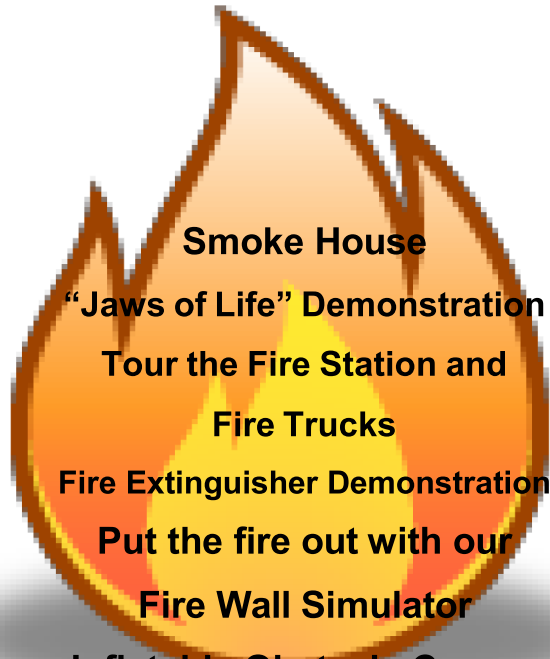 Smoke House
“Jaws of Life” Demonstration
Tour the Fire Station and
Fire Trucks
Fire Extinguisher Demonstration
Put the fire out with our
Fire Wall Simulator